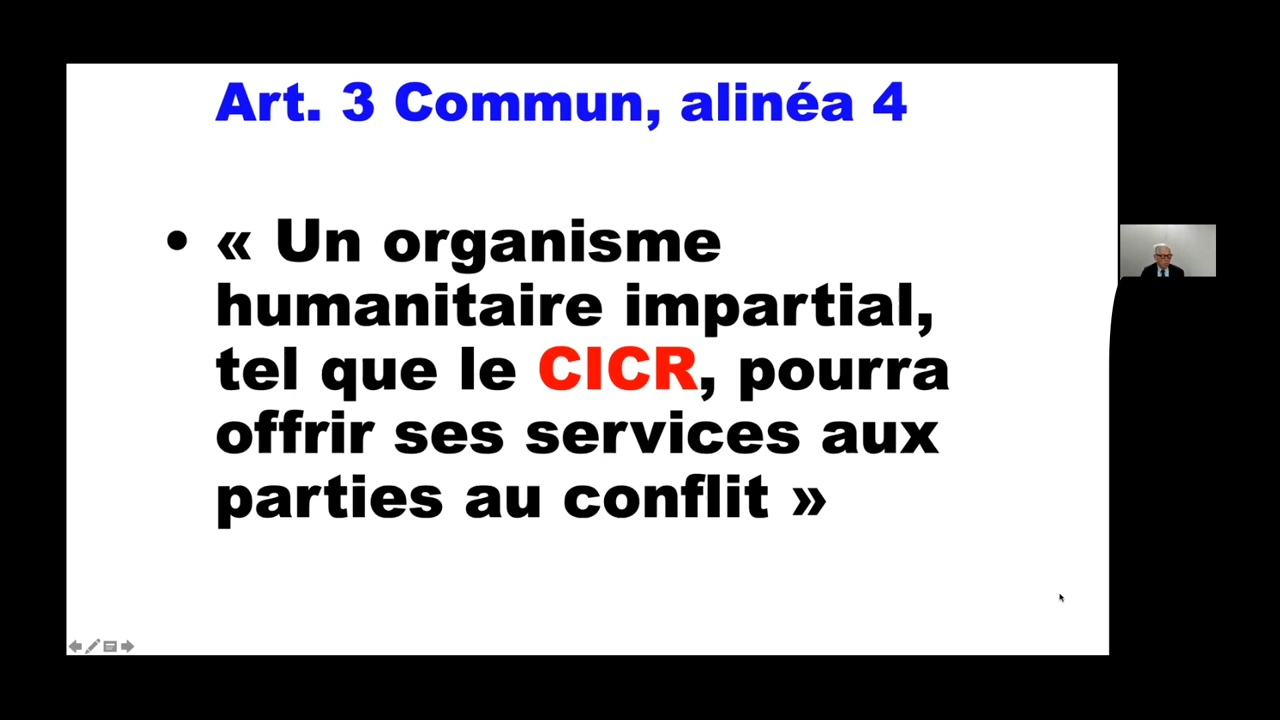 Art. 3 Commun, alinéa 4
• « Un organisme
humanitaire impartial,
tel que le CICR, pourra
offrir ses services aux
parties au conflit »